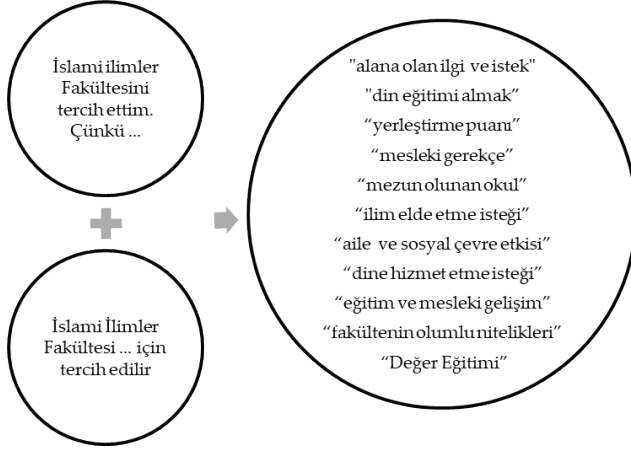 İslami ilimler
Fakültesini
tercih ettim.
Çünkü ...
İslami İlimler
Fakültesi ... için
tercih edilir
"alana olan ilgi ve istek"
"din eğitimi almak”
“yerleştirme puanı”
“mesleki gerekçe”
“mezun olunan okul”
“ilim elde etme isteği”
“aile ve sosyal çevre etkisi”
“dine hizmet etme isteği”
“eğitim ve mesleki gelişim”
“fakültenin olumlu nitelikleri”
“Değer Eğitimi”